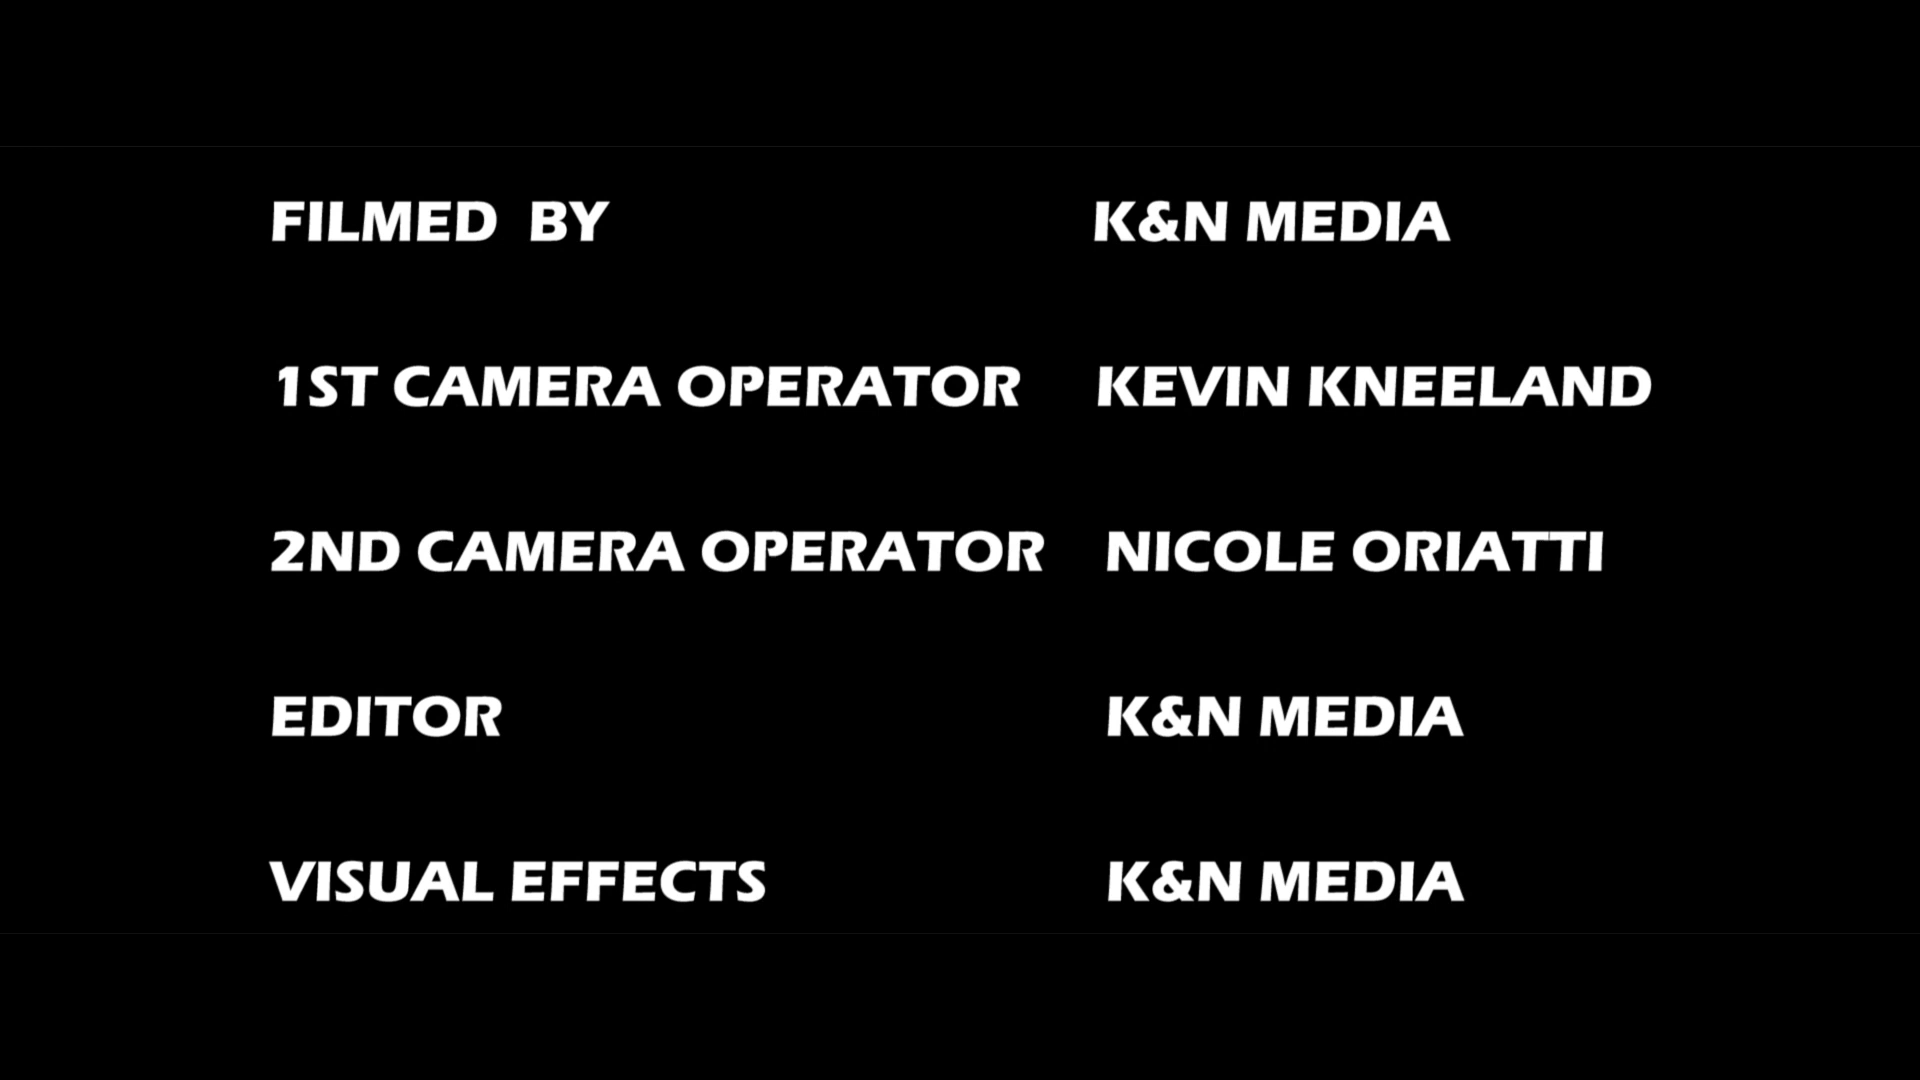 FILMED BY K&N MEDIA
1ST CAMERA OPERATOR KEVIN KNEELAND
2ND CAMERA OPERATOR NICOLE ORIATTI
EDITOR K&N MEDIA
VISUAL EFFECTS K&N MEDIA